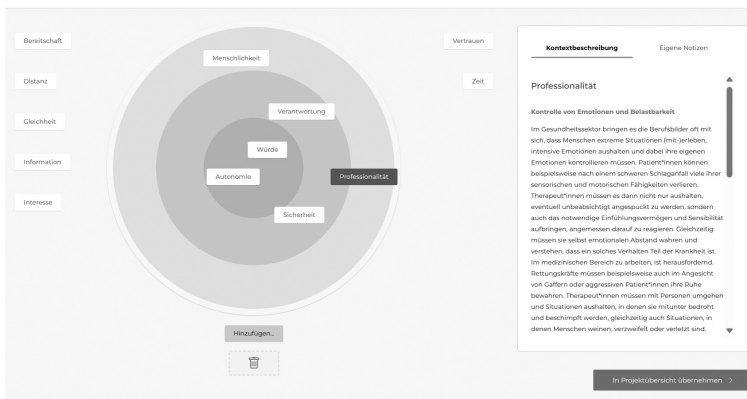 Bereitschaft
Distanz
Gleichheit
Information
Interesse
Menschlichkeit
Verantwortung
Würde
Autonomie
Professionalität
Sicherheit
Hinzufügen...
Vertrauen
Zeit
Kontextbeschreibung
Eigene Notizen
Professionalität
Kontrolle von Emotionen und Belastbarkeit
Im Gesundheitssektor bringen es die Berufsbilder oft mit
sich, dass Menschen extreme Situationen (mit-)erleben,
intensive Emotionen aushalten und dabei ihre eigenen
Emotionen kontrollieren müssen. Patient*innen können
beispielsweise nach einem schweren Schlaganfall viele ihrer
sensorischen und motorischen Fähigkeiten verlieren.
Therapeut*innen müssen es dann nicht nur aushalten,
eventuell unbeabsichtigt angespuckt zu werden, sondern
auch das notwendige Einfühlungsvermögen und Sensibilität
aufbringen, angemessen darauf zu reagieren. Gleichzeitig
müssen sie selbst emotionalen Abstand wahren und
verstehen, dass ein solches Verhalten Teil der Krankheit ist.
Im medizinischen Bereich zu arbeiten, ist herausfordernd.
Rettungskräfte müssen beispielsweise auch im Angesicht
von Gaffern oder aggressiven Patient*innen ihre Ruhe
bewahren. Therapeut*innen müssen mit Personen umgehen
und Situationen aushalten, in denen sie mitunter bedroht
und beschimpft werden, gleichzeitig auch Situationen, in
denen Menschen weinen, verzweifelt oder verletzt sind.
In Projektübersicht übernehmen